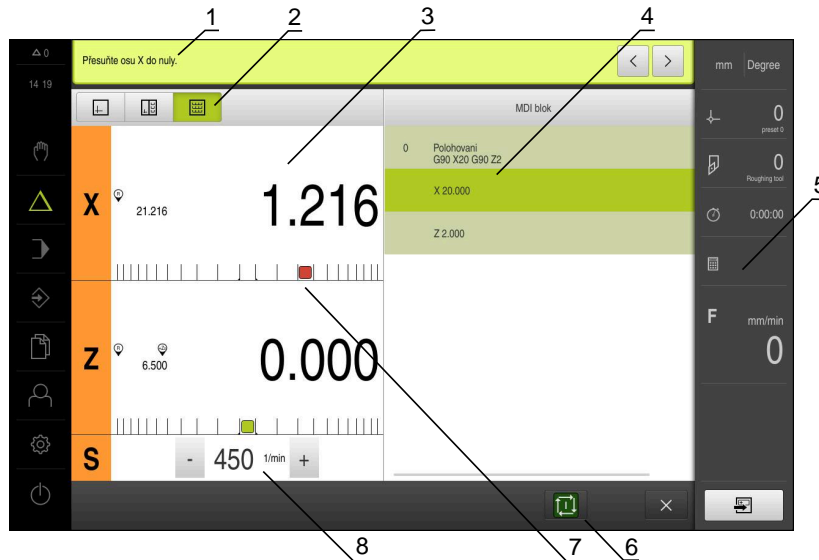 1
2
3
4
0
Přesuňte osu X do nuly.
mm
Degree
14 19
MDI blok
0
preset 0
0
Polohovani
G90 X20 G90 Z2
0
Roughing tool
X
R
21.216
1.216
X 20.000
5
0:00:00
Z 2.000
F
mm/min
0
Z
R
6.500
0.000
S
-
450
1/min
+
8
7
6